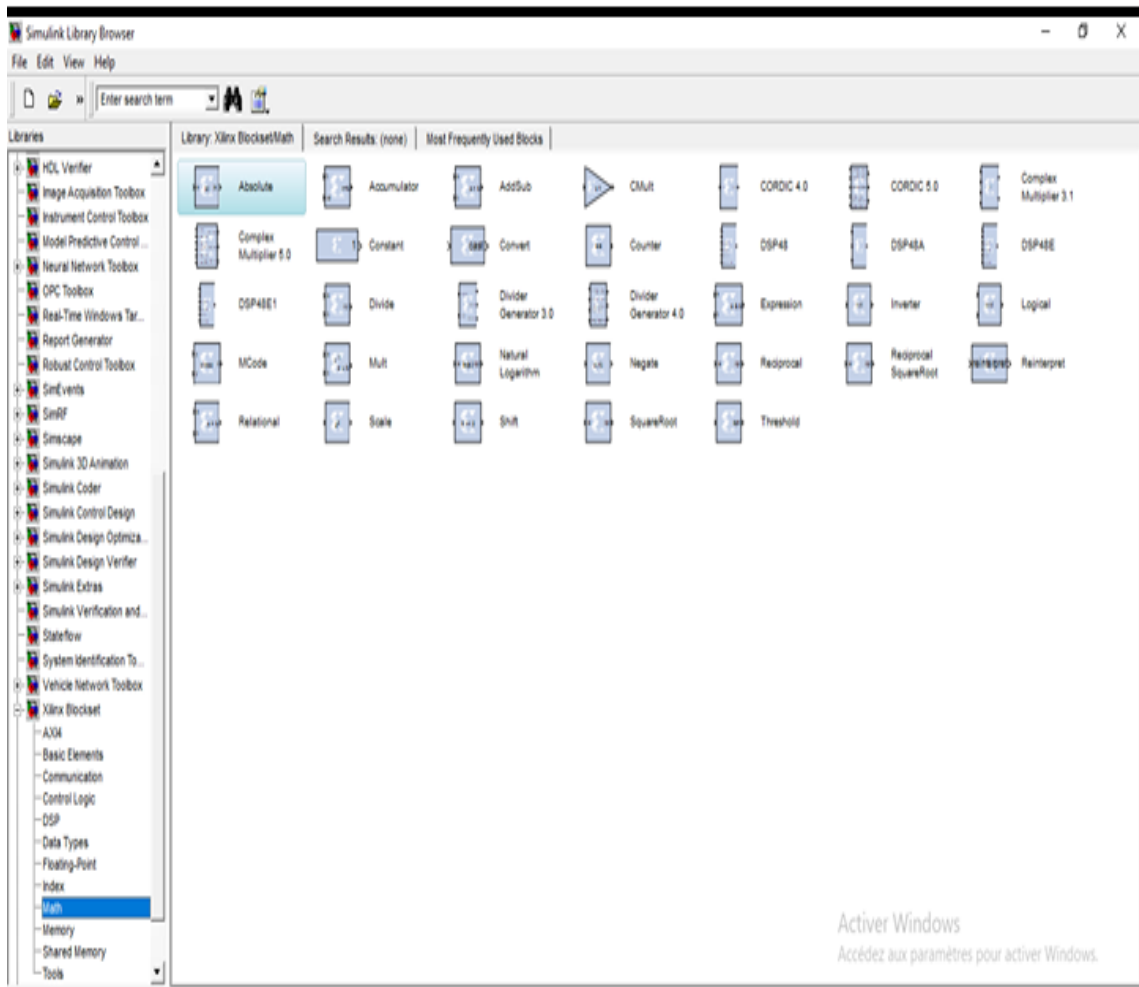 Simulink Library Browser
File Edit View Help
» Enter search term
Libraries
Library: Xilinx Blockset/Math Search Results: (none) Most Frequently Used Blocks
HDL Verifier
Image Acquisition Toolbox
Instrument Control Toolbox
Model Predictive Control ...
Neural Network Toolbox
OPC Toolbox
Real-Time Windows Tar...
Report Generator
Robust Control Toolbox
SimEvents
SimRF
Simscape
Simulink 3D Animation
Simulink Coder
Simulink Control Design
Simulink Design Optimiza...
Simulink Design Verifier
Simulink Extras
Simulink Verification and...
Stateflow
System Identification To...
Vehicle Network Toolbox
Xilinx Blockset
AXI4
Basic Elements
Communication
Control Logic
DSP
Data Types
Floating-Point
Index
Math
Memory
Shared Memory
Tools
Absolute
Accumulator
AddSub
CMult
CORDIC 4.0
CORDIC 5.0
Complex
Multiplier 3.1
Complex
Multiplier 5.0
Constant
cast
Convert
Counter
DSP48
DSP48A
DSP48E
DSP48E1
Divide
Divider
Generator 3.0
Divider
Generator 4.0
Expression
Inverter
Logical
MCode
Mult
Natural
Logarithm
Negate
Reciprocal
Reciprocal
SquareRoot
reinterpret
Reinterpret
Relational
Scale
Shift
SquareRoot
Threshold
Activer Windows
Accédez aux paramètres pour activer Windows.